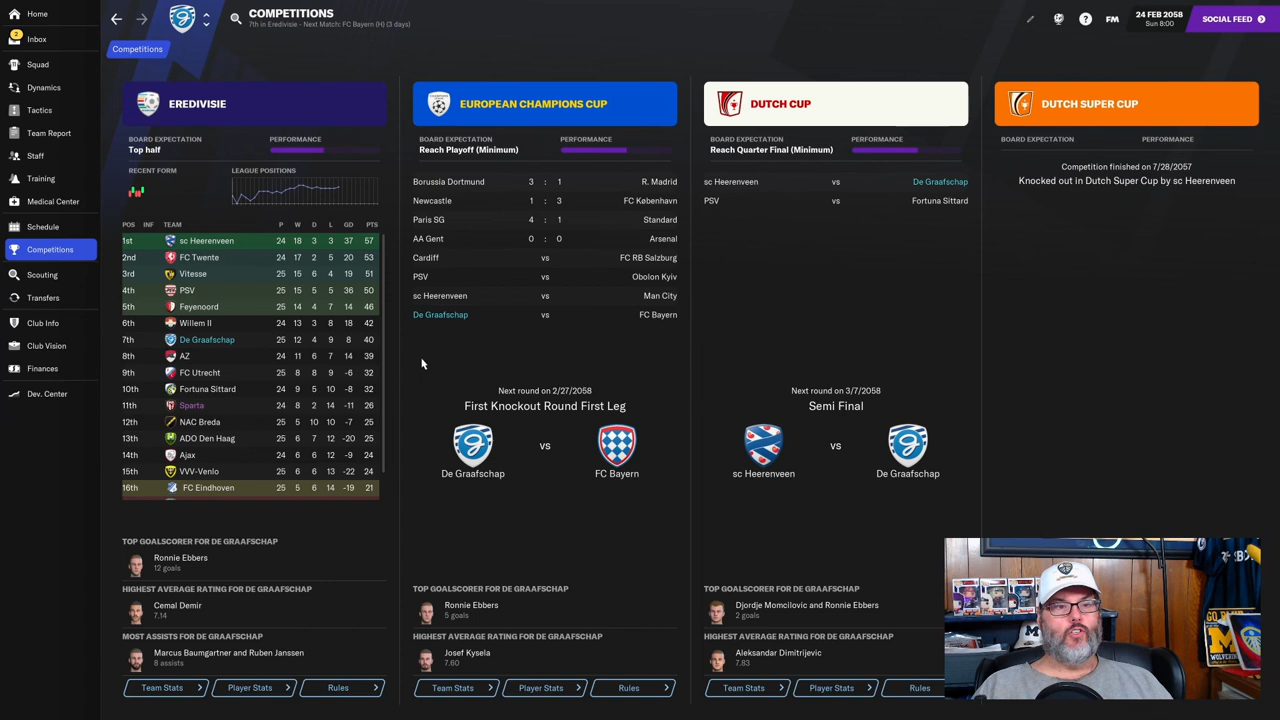 Home
2
Inbox
Squad
Dynamics
Tactics
Team Report
Staff
Training
Medical Center
Schedule
Competitions
Scouting
Transfers
Club Info
Club Vision
Finances
Dev. Center
COMPETITIONS
7th in Eredivisie - Next Match: FC Bayern (H) (3 days)
FM
24 FEB 2058
Sun 8:00
SOCIAL FEED
Competitions
EREDIVISIE
BOARD EXPECTATION PERFORMANCE
Top half
RECENT FORM LEAGUE POSITIONS
POS INF TEAM P W D L GD PTS
1st sc Heerenveen 24 18 3 3 37 57
2nd FC Twente 24 17 2 5 20 53
3rd Vitesse 25 15 6 4 19 51
4th PSV 25 15 5 5 36 50
5th Feyenoord 25 14 4 7 14 46
6th Willem II 24 13 3 8 18 42
7th De Graafschap 25 12 4 9 8 40
8th AZ 24 11 6 7 14 39
9th FC Utrecht 25 8 8 9 -6 32
10th Fortuna Sittard 24 9 5 10 -8 32
11th Sparta 24 8 2 14 -11 26
12th NAC Breda 25 5 10 10 -7 25
13th ADO Den Haag 25 6 7 12 -20 25
14th Ajax 24 6 6 12 -9 24
15th VVV-Venlo 25 6 6 13 -22 24
16th FC Eindhoven 25 5 6 14 -19 21
TOP GOALSCORER FOR DE GRAAFSCHAP
Ronnie Ebbers
12 goals
HIGHEST AVERAGE RATING FOR DE GRAAFSCHAP
Cemal Demir
7.14
MOST ASSISTS FOR DE GRAAFSCHAP
Marcus Baumgartner and Ruben Janssen
8 assists
Team Stats Player Stats Rules
EUROPEAN CHAMPIONS CUP
BOARD EXPECTATION PERFORMANCE
Reach Playoff (Minimum)
Borussia Dortmund 3 : 1 R. Madrid
Newcastle 1 : 3 FC København
Paris SG 4 : 1 Standard
AA Gent 0 : 0 Arsenal
Cardiff vs FC RB Salzburg
PSV vs Obolon Kyiv
sc Heerenveen vs Man City
De Graafschap vs FC Bayern
Next round on 2/27/2058
First Knockout Round First Leg
vs
De Graafschap FC Bayern
TOP GOALSCORER FOR DE GRAAFSCHAP
Ronnie Ebbers
5 goals
HIGHEST AVERAGE RATING FOR DE GRAAFSCHAP
Josef Kysela
7.60
Team Stats Player Stats Rules
DUTCH CUP
BOARD EXPECTATION PERFORMANCE
Reach Quarter Final (Minimum)
sc Heerenveen vs De Graafschap
PSV vs Fortuna Sittard
Next round on 3/7/2058
Semi Final
vs
sc Heerenveen De Graafschap
TOP GOALSCORER FOR DE GRAAFSCHAP
Djordje Momcilovic and Ronnie Ebbers
2 goals
HIGHEST AVERAGE RATING FOR DE GRAAFSCHAP
Aleksandar Dimitrijevic
7.83
Team Stats Player Stats Rules
DUTCH SUPER CUP
BOARD EXPECTATION PERFORMANCE
Competition finished on 7/28/2057
Knocked out in Dutch Super Cup by sc Heerenveen